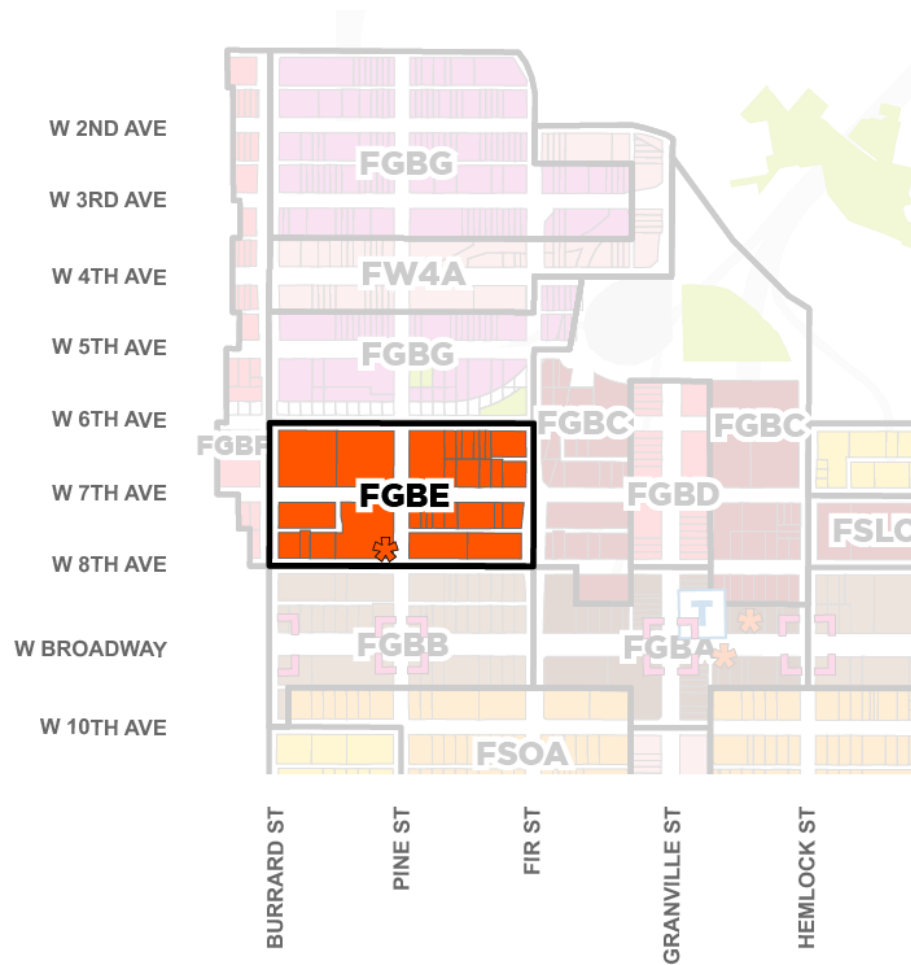 W 2ND AVE
FGBG
W 3RD AVE
W 4TH AVE
FW4A
W 5TH AVE
FGBG
W 6TH AVE
FGBF
FGBC
FGBC
W 7TH AVE
FGBE
FGBD
FSLC
W 8TH AVE
T
W BROADWAY
FGBB
FGBA
W 10TH AVE
FSOA
BURRARD ST
PINE ST
FIR ST
GRANVILLE ST
HEMLOCK ST